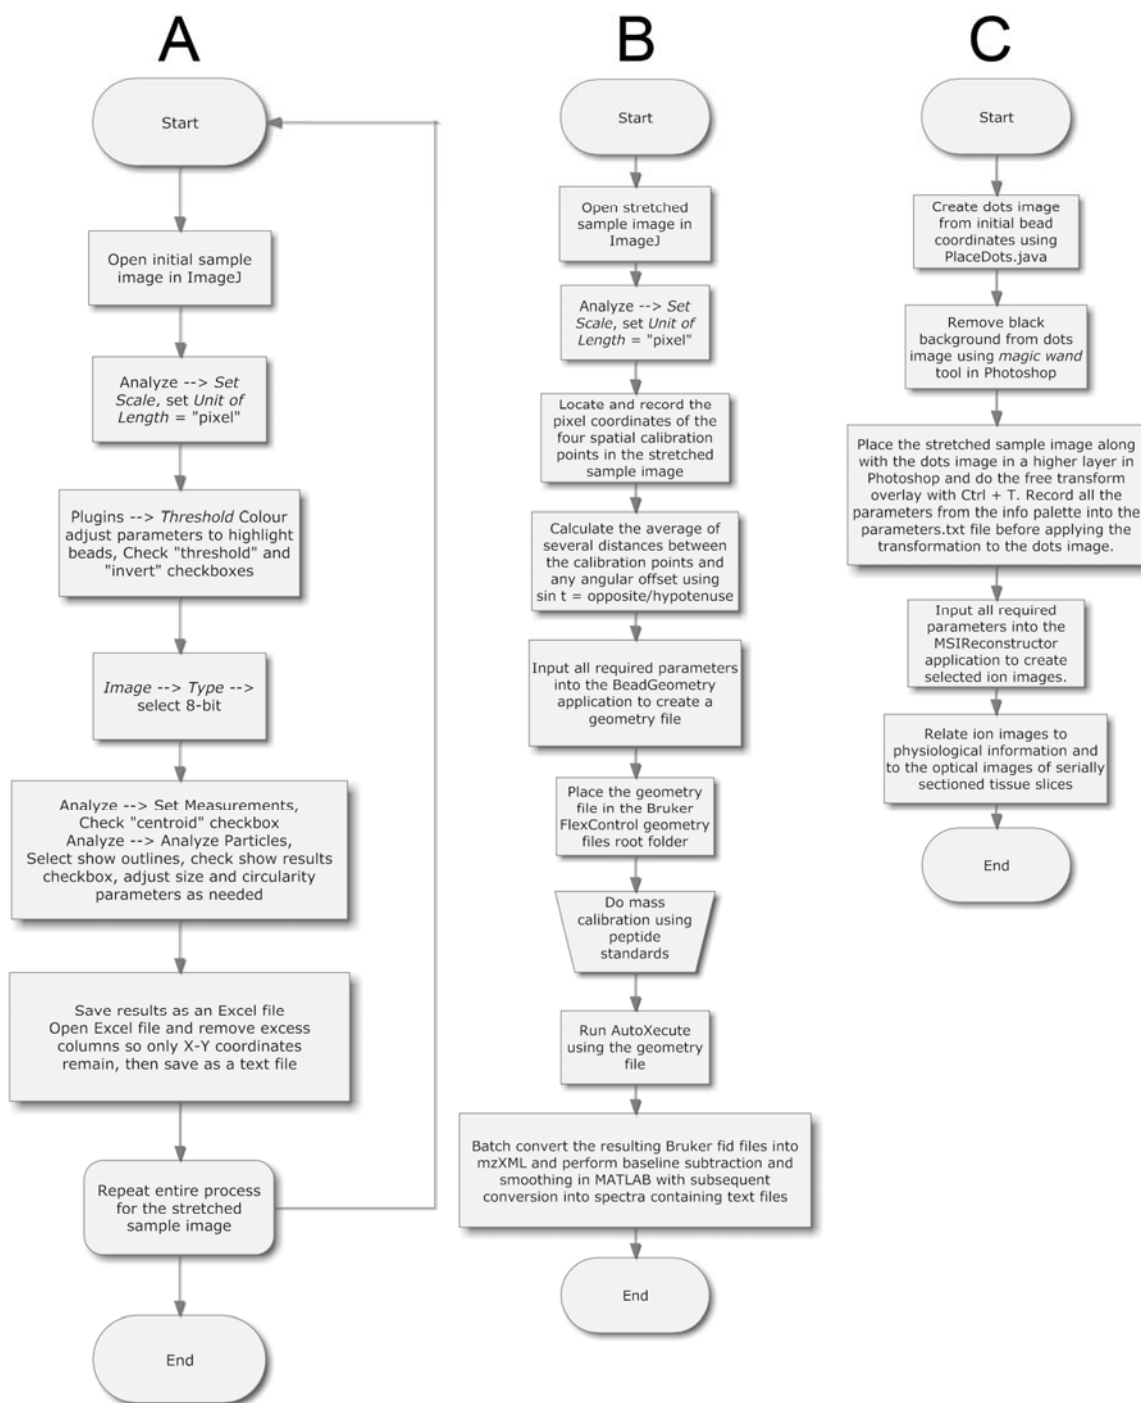 A
Start
Open initial sample
image in ImageJ
Analyze --> Set
Scale, set Unit of
Length = "pixel"
Plugins --> Threshold Colour
adjust parameters to highlight
beads, Check "threshold" and
"invert" checkboxes
Image --> Type -->
select 8-bit
Analyze --> Set Measurements,
Check "centroid" checkbox
Analyze --> Analyze Particles,
Select show outlines, check show results
checkbox, adjust size and circularity
parameters as needed
Save results as an Excel file
Open Excel file and remove excess
columns so only X-Y coordinates
remain, then save as a text file
Repeat entire process
for the stretched
sample image
End
B
Start
Open stretched
sample image in
ImageJ
Analyze --> Set
Scale, set Unit of
Length = "pixel"
Locate and record the
pixel coordinates of the
four spatial calibration
points in the stretched
sample image
Calculate the average of
several distances between
the calibration points and
any angular offset using
sin t = opposite/hypotenuse
Input all required parameters
into the BeadGeometry
application to create a
geometry file
Place the geometry
file in the Bruker
FlexControl geometry
files root folder
Do mass
calibration using
peptide
standards
Run AutoXecute
using the geometry
file
Batch convert the resulting Bruker fid files into
mzXML and perform baseline subtraction and
smoothing in MATLAB with subsequent
conversion into spectra containing text files
End
C
Start
Create dots image
from initial bead
coordinates using
PlaceDots.java
Remove black
background from dots
image using magic wand
tool in Photoshop
Place the stretched sample image along
with the dots image in a higher layer in
Photoshop and do the free transform
overlay with Ctrl + T. Record all the
parameters from the info palette into the
parameters.txt file before applying the
transformation to the dots image.
Input all required
parameters into the
MSIReconstructor
application to create
selected ion images.
Relate ion images to
physiological information and
to the optical images of serially
sectioned tissue slices
End